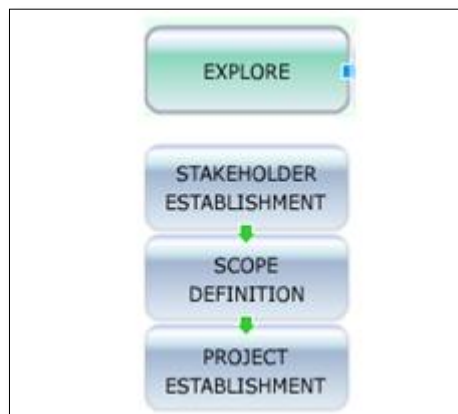 EXPLORE
STAKEHOLDER
ESTABLISHMENT
SCOPE
DEFINITION
PROJECT
ESTABLISHMENT